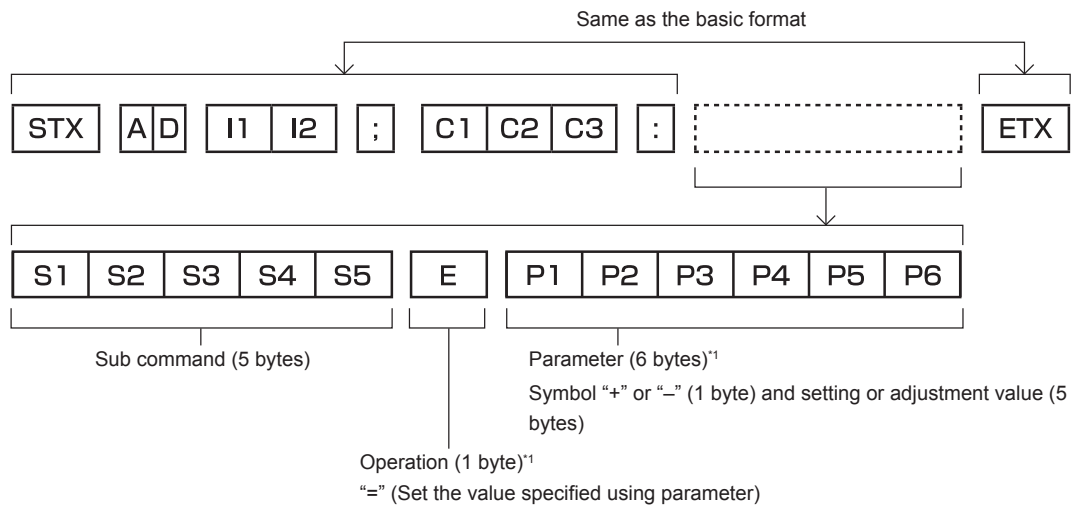 Same as the basic format
STX A D I1 I2 ; C1 C2 C3 : ETX
S1 S2 S3 S4 S5 E P1 P2 P3 P4 P5 P6
Sub command (5 bytes)
Parameter (6 bytes)*1
Symbol “+” or “–” (1 byte) and setting or adjustment value (5
bytes)
Operation (1 byte)*1
“=” (Set the value specified using parameter)